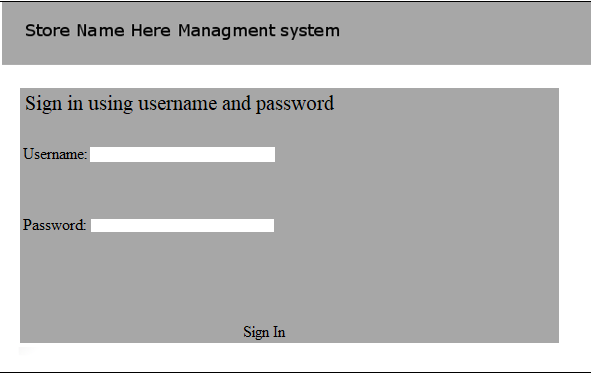 Store Name Here Managment system
Sign in using username and password
Username:
Password:
Sign In